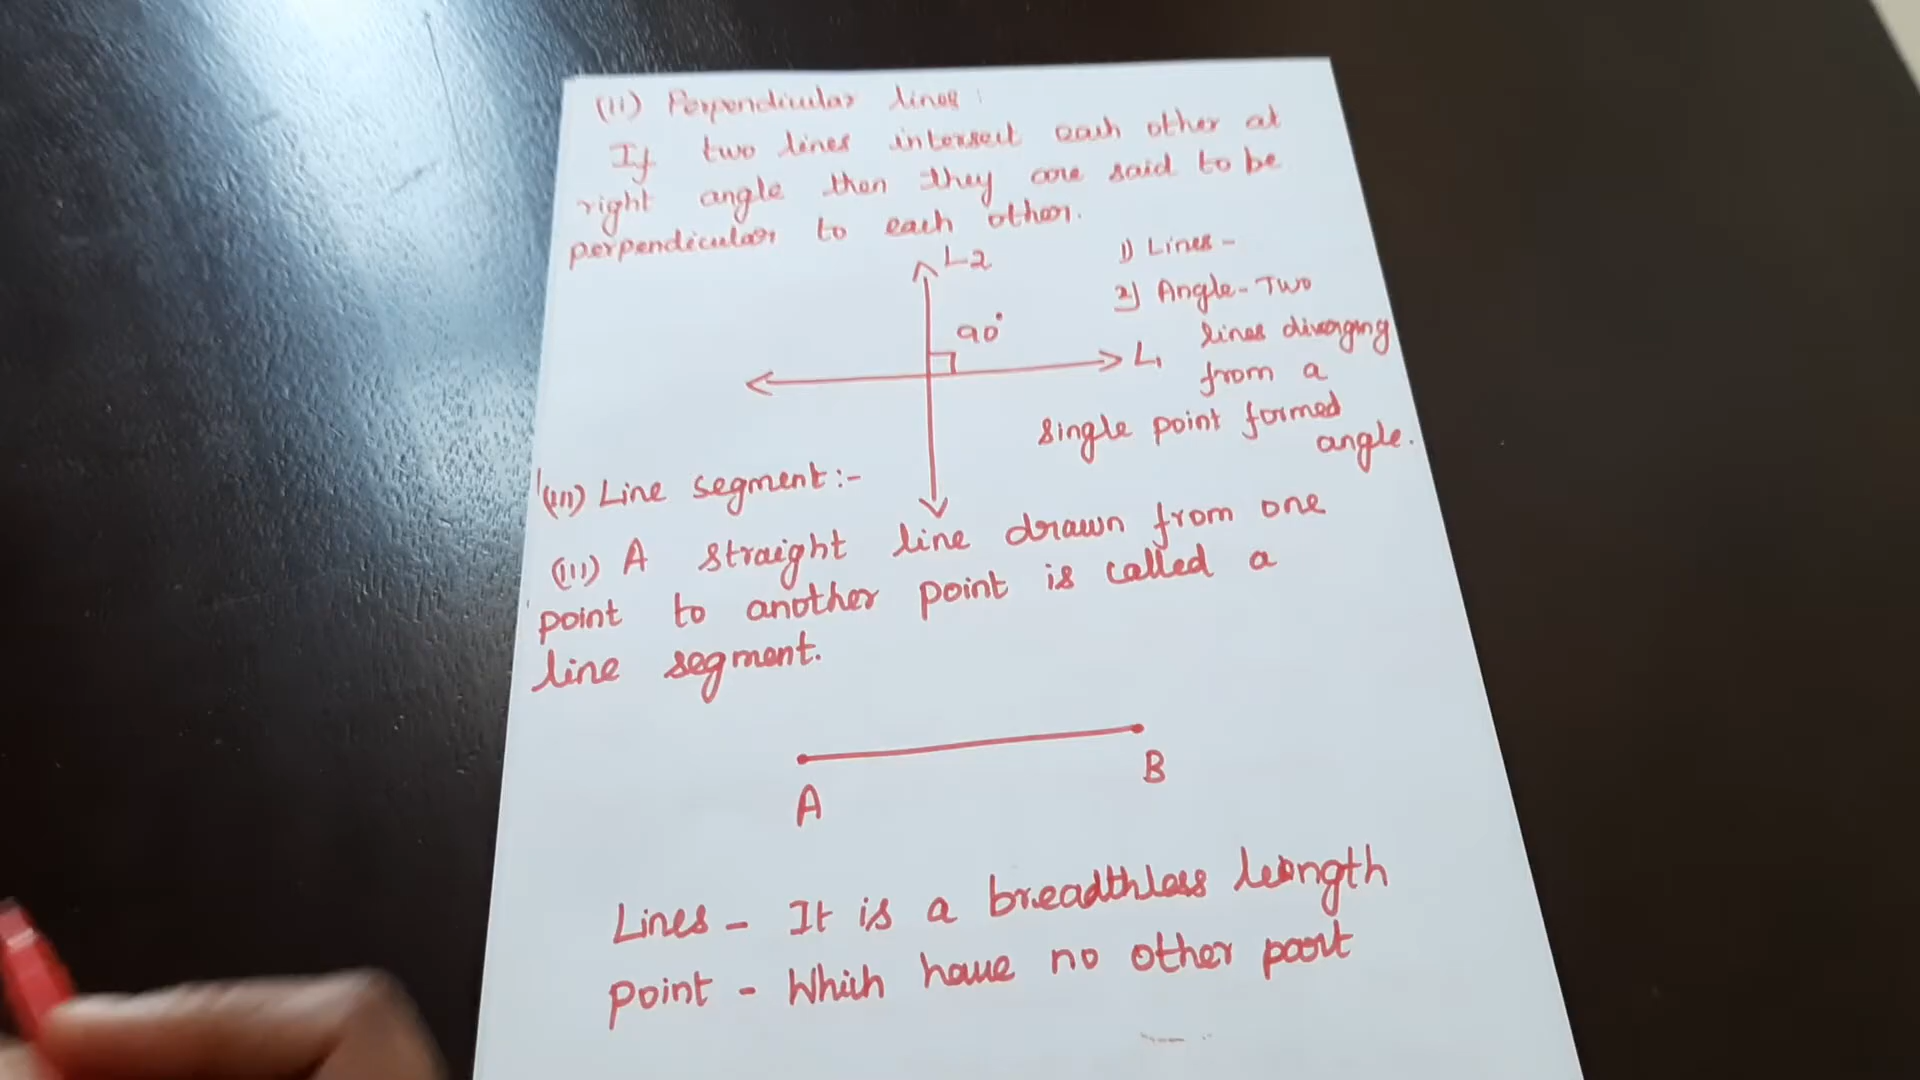 (ii) Perpendicular lines :
If two lines intersect each other at
right angle then they are said to be
perpendicular to each other.
L2
90°
L1
1) Lines -
2) Angle - Two
lines diverging
from a
single point formed
angle.
(iii) Line segment :-
(iii) A straight line drawn from one
point to another point is called a
line segment.
A
B
Lines - It is a breadthless length
point - Which have no other part